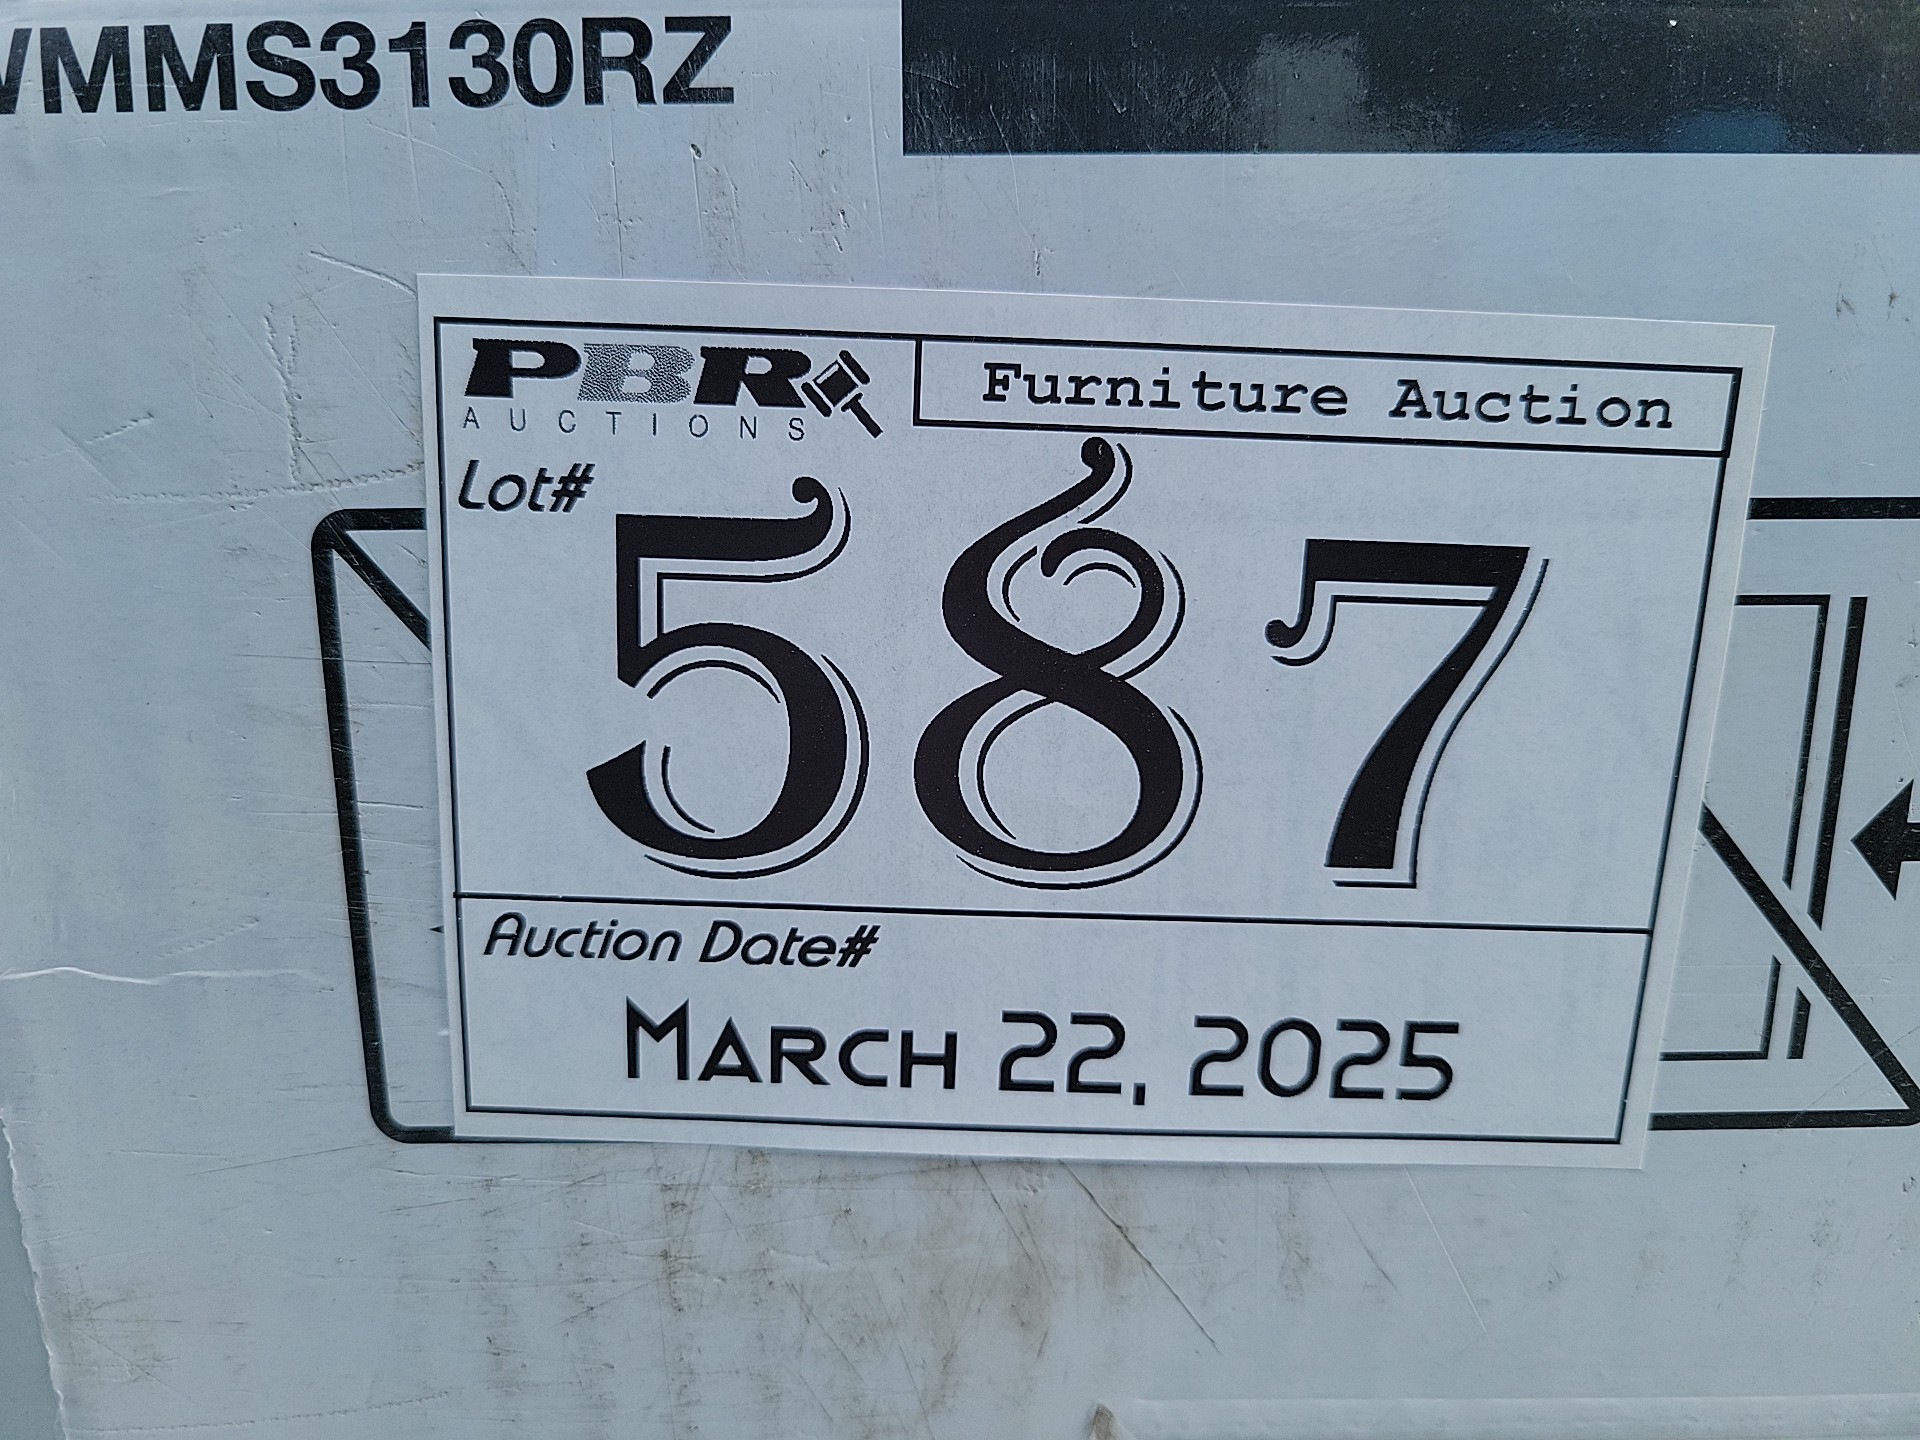 VMMS3130RZ
PBR
AUCTIONS
Furniture Auction
Lot#
587
Auction Date#
March 22, 2025